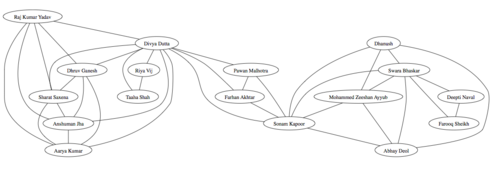 Raj Kumar Yadav
Divya Dutta
Dhanush
Dhruv Ganesh
Riya Vij
Pawan Malhotra
Swara Bhaskar
Sharat Saxena
Tanha Shah
Farhan Akhtar
Mohammed Zeeshan Ayyub
Deepti Naval
Anshuman Jha
Sonam Kapoor
Farooq Sheikh
Aarya Kumar
Abhay Deol